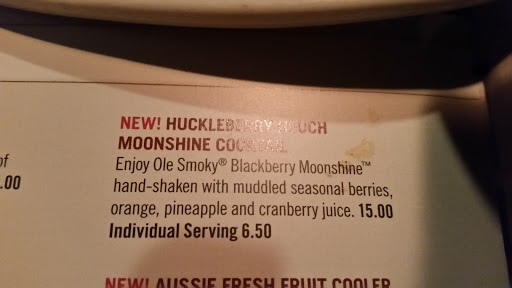 NEW! HUCKLEBERRY HOOCH
MOONSHINE COCKTAIL
of
Enjoy Ole Smoky® Blackberry Moonshine™
.00
hand-shaken with muddled seasonal berries,
orange, pineapple and cranberry juice. 15.00
Individual Serving 6.50
NEW! AUSSIE FRESH FRUIT COOLER